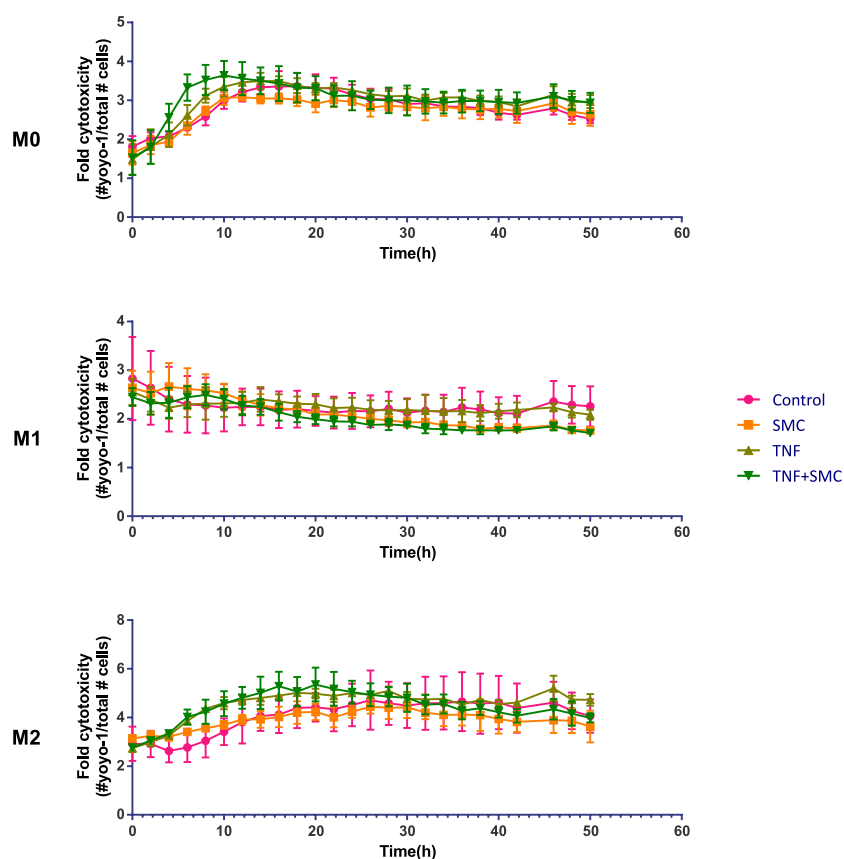 M0
Fold cytotoxicity
(#yoyo-1/total # cells)
5
4
3
2
1
0
0 10 20 30 40 50 60
Time(h)
M1
Fold cytotoxicity
(#yoyo-1/total # cells)
4
3
2
1
0
0 10 20 30 40 50 60
Time(h)
Control
SMC
TNF
TNF+SMC
M2
Fold cytotoxicity
(#yoyo-1/total # cells)
8
6
4
2
0
0 10 20 30 40 50 60
Time(h)